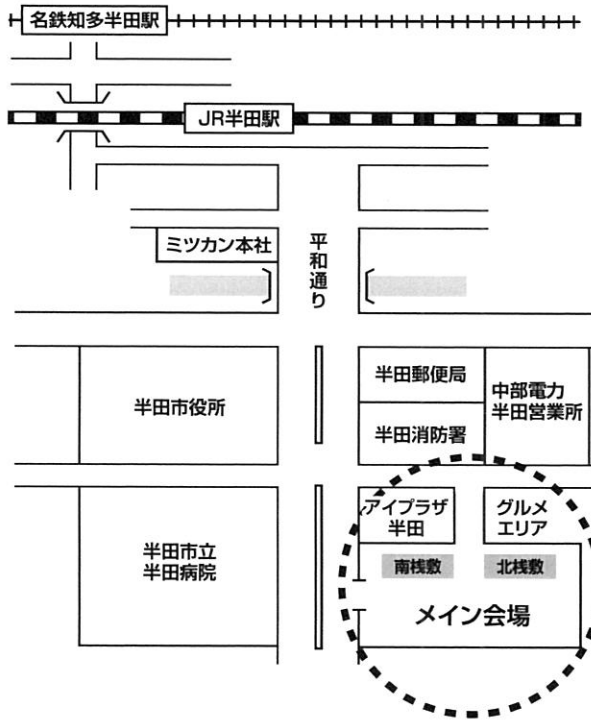 名鉄知多半田駅
JR半田駅
ミツカン本社
平和通り
半田市役所
半田郵便局
半田消防署
中部電力
半田営業所
半田市立
半田病院
アイプラザ
半田
グルメ
エリア
南桟敷
北桟敷
メイン会場